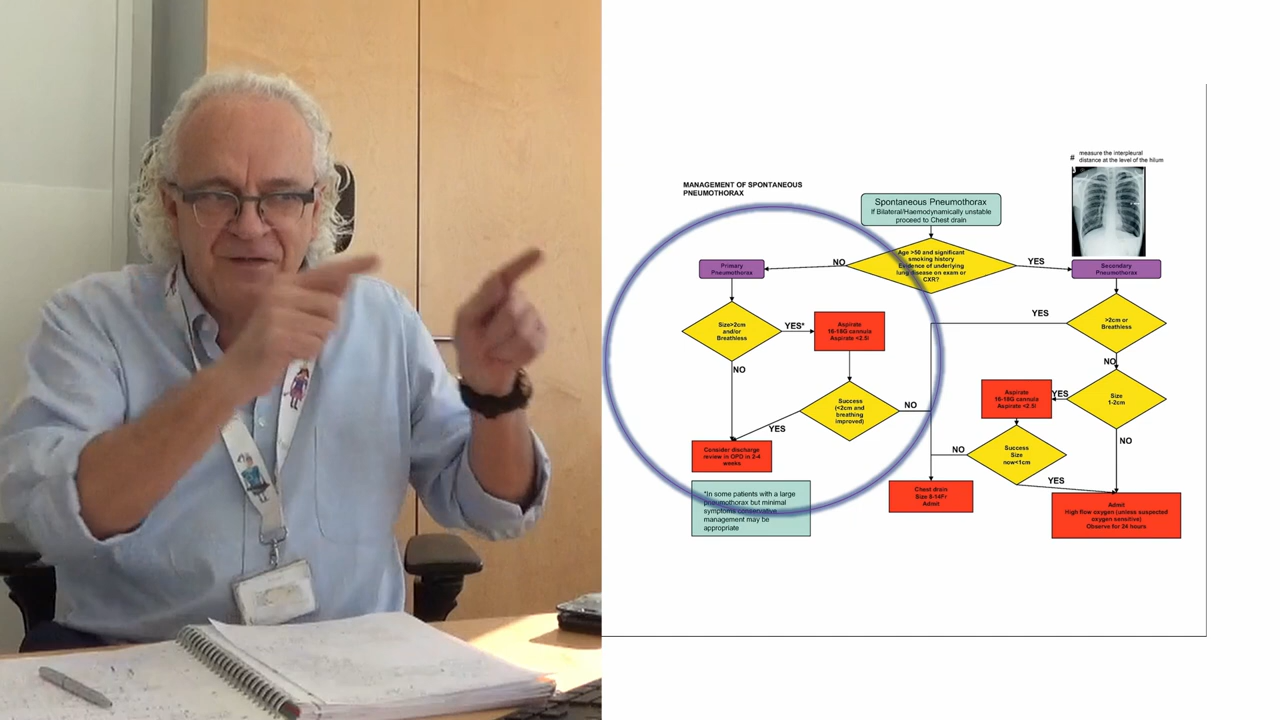 # measure the interpleural
distance at the level of the hilum
MANAGEMENT OF SPONTANEOUS
PNEUMOTHORAX
Spontaneous Pneumothorax
If Bilateral/Haemodynamically unstable
proceed to Chest drain
Age >50 and significant
smoking history
Evidence of underlying
lung disease on exam or
CXR?
NO
YES
Primary
Pneumothorax
Secondary
Pneumothorax
Size>2cm
and/or
Breathless
YES*
Aspirate
16-18G cannula
Aspirate <2.5l
YES
>2cm or
Breathless
NO
NO
Success
(<2cm and
breathing
improved)
NO
YES
Consider discharge
review in OPD in 2-4
weeks
Aspirate
16-18G cannula
Aspirate <2.5l
YES
Size
1-2cm
NO
Success
Size
now<1cm
NO
YES
Chest drain
Size 8-14Fr
Admit
Admit
High flow oxygen (unless suspected
oxygen sensitive)
Observe for 24 hours
*In some patients with a large
pneumothorax but minimal
symptoms conservative
management may be
appropriate